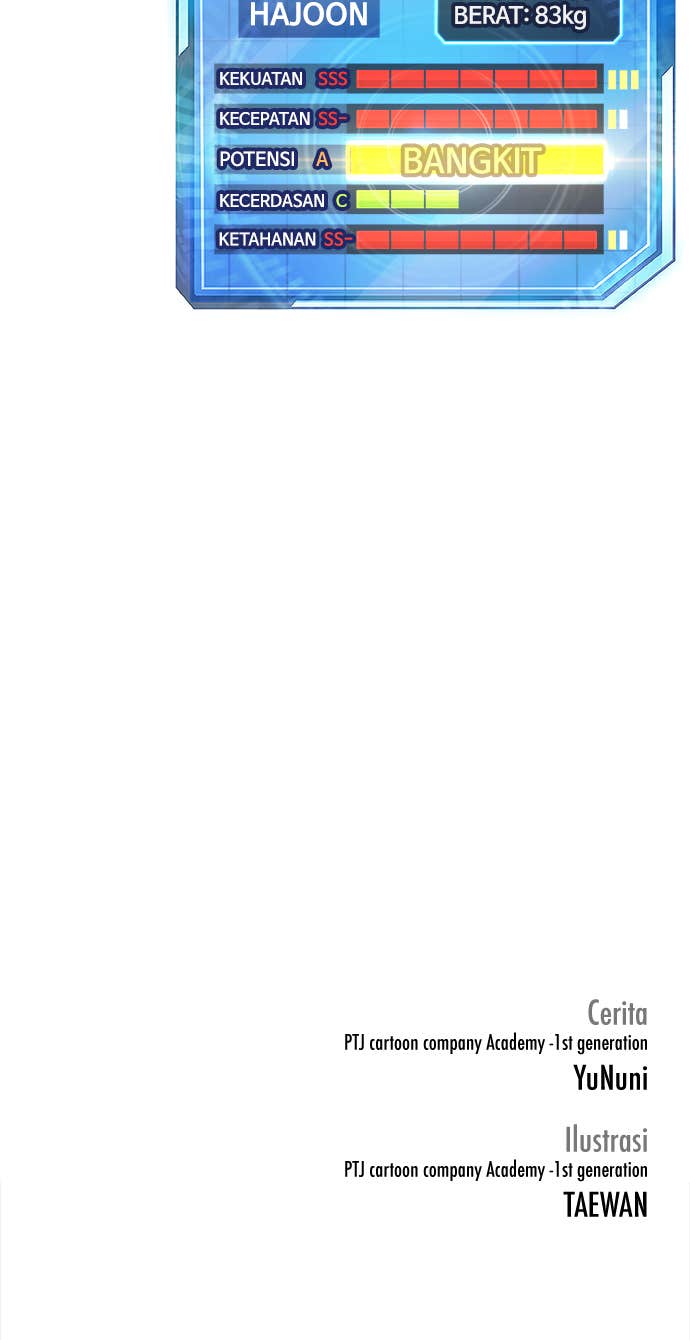 HAJOON
BERAT: 83kg
KEKUATAN SSS
KECEPATAN SS-
POTENSI A BANGKIT
KECERDASAN C
KETAHANAN SS-
Cerita
PTJ cartoon company Academy -1st generation
YuNuni
Ilustrasi
PTJ cartoon company Academy -1st generation
TAEWAN